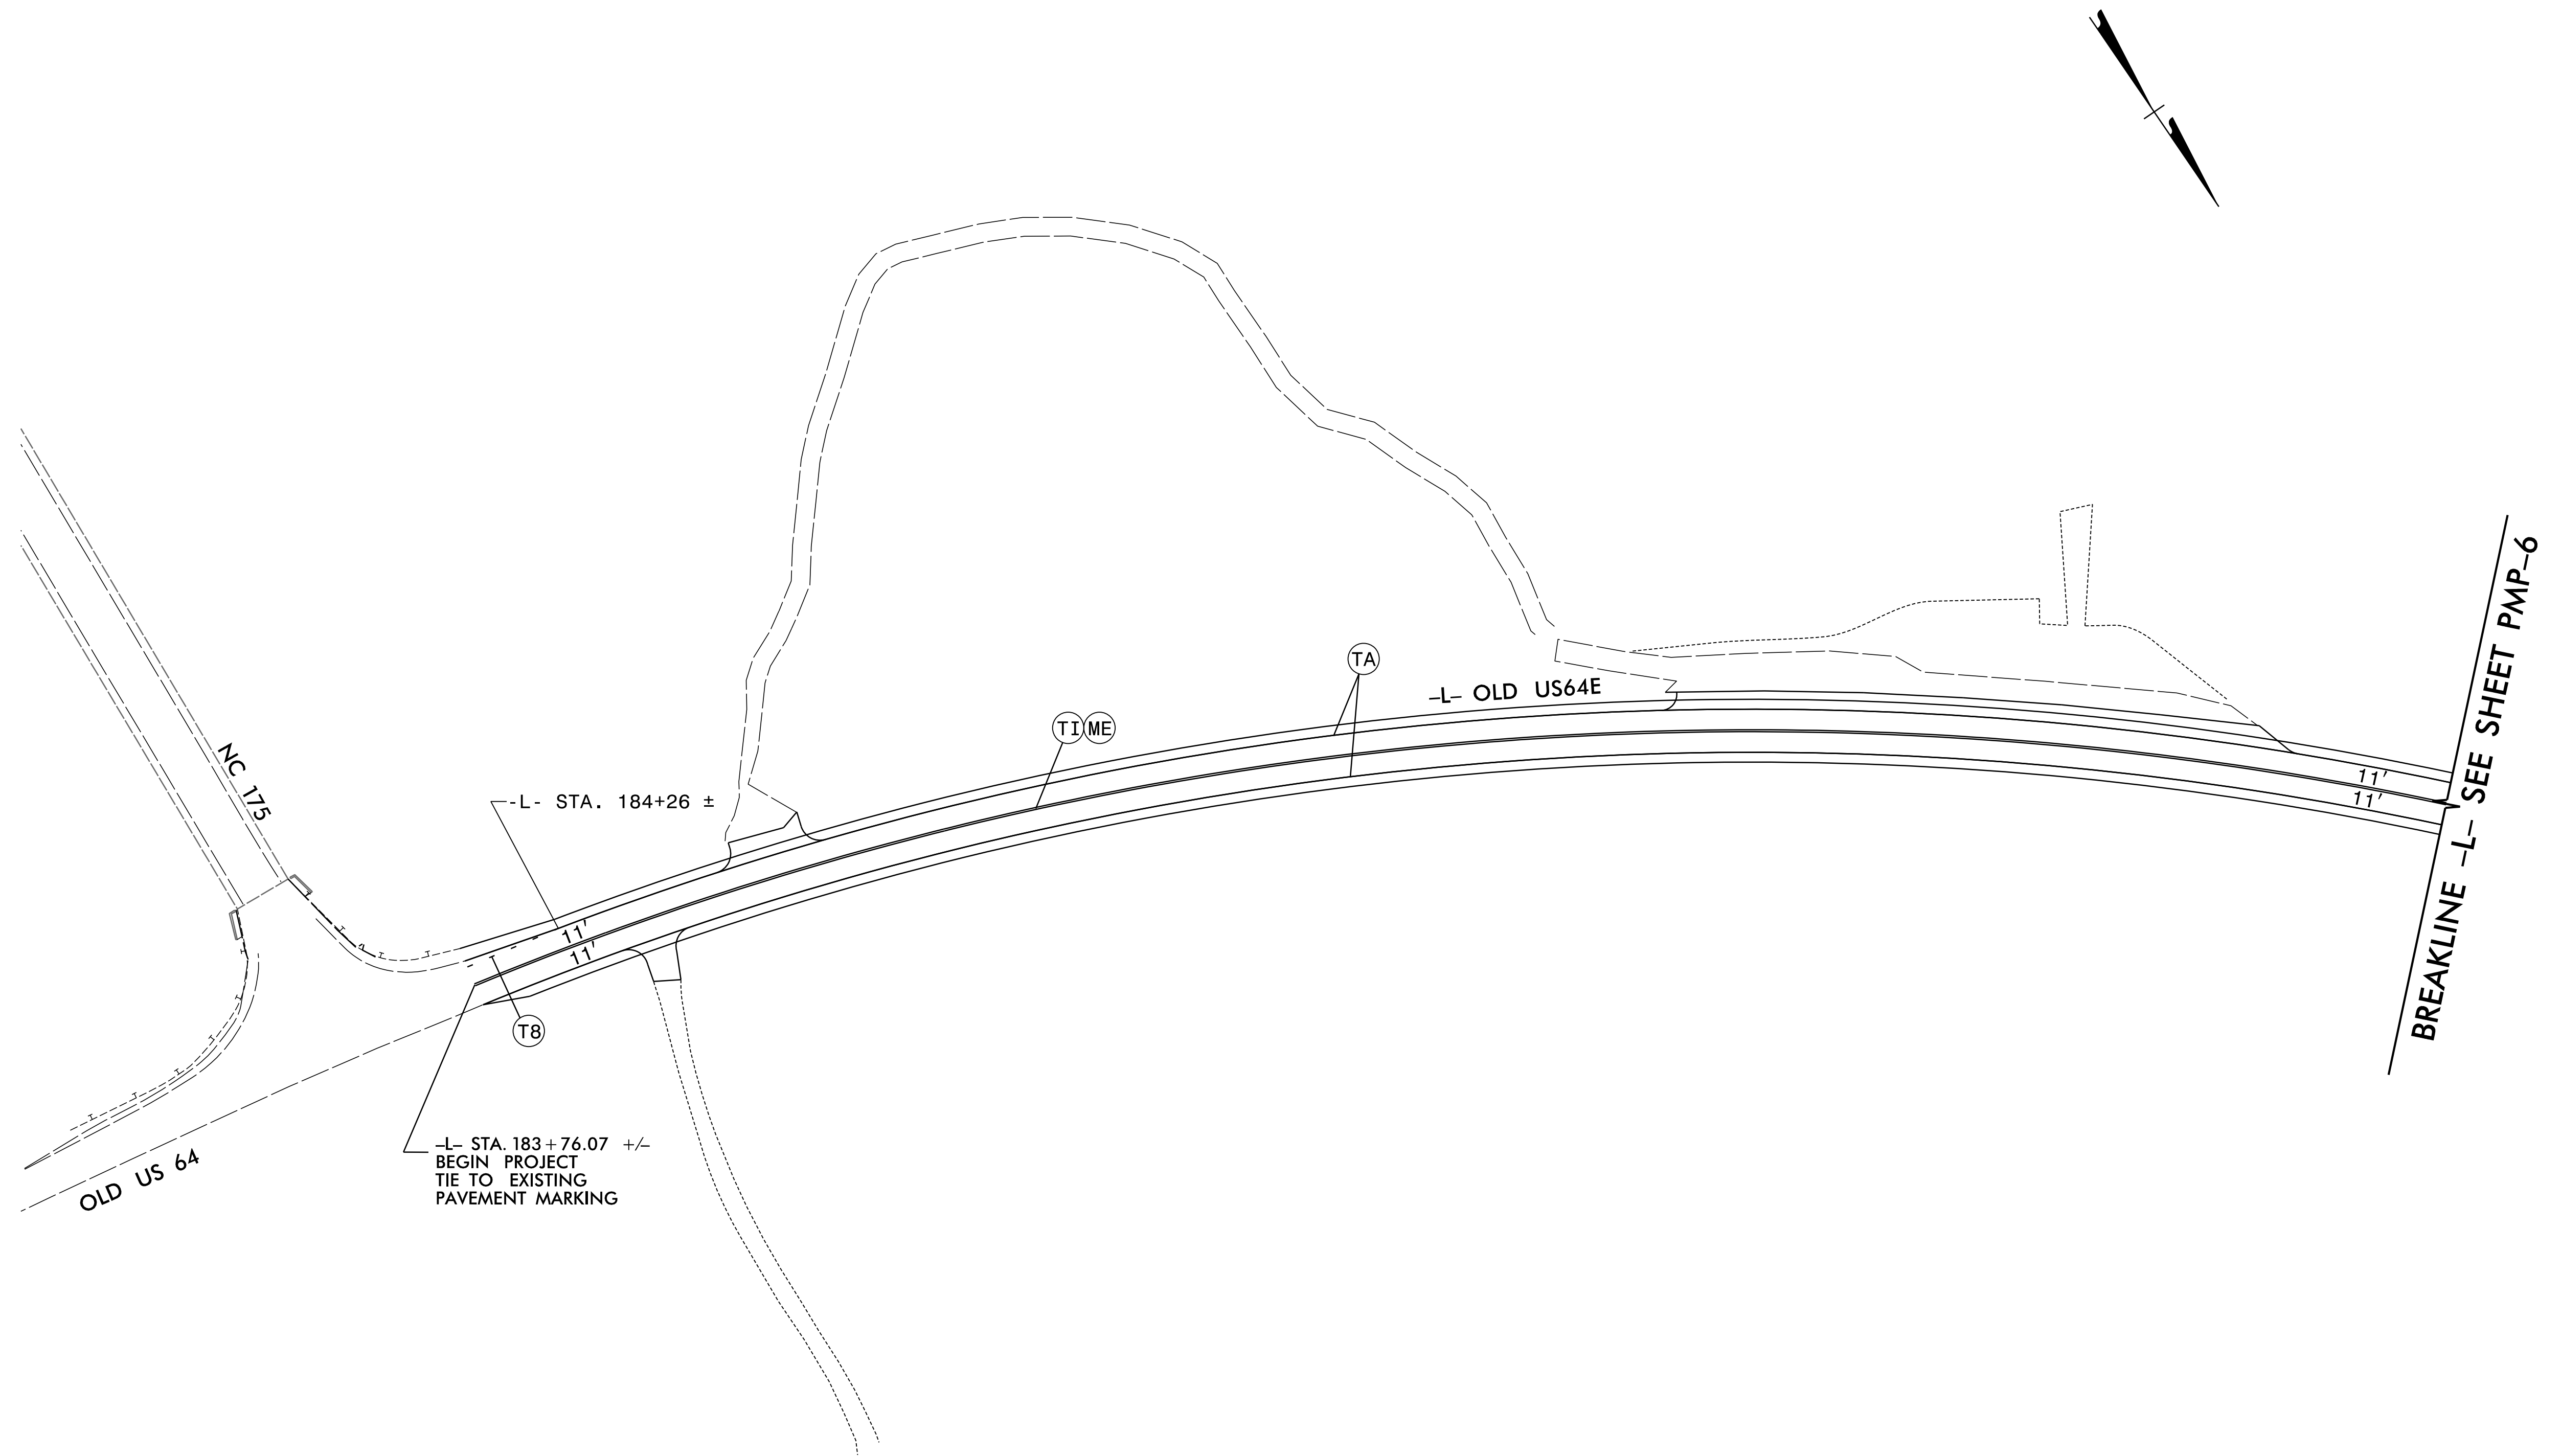 –L– OLD US64E
TA
TI ME
-L- STA. 184+26 ±
NC 175
11'
11'
11'
11'
T8
–L– STA. 183+76.07 +/–
BEGIN PROJECT
TIE TO EXISTING
PAVEMENT MARKING
OLD US 64
BREAKLINE –L– SEE SHEET PMP–6